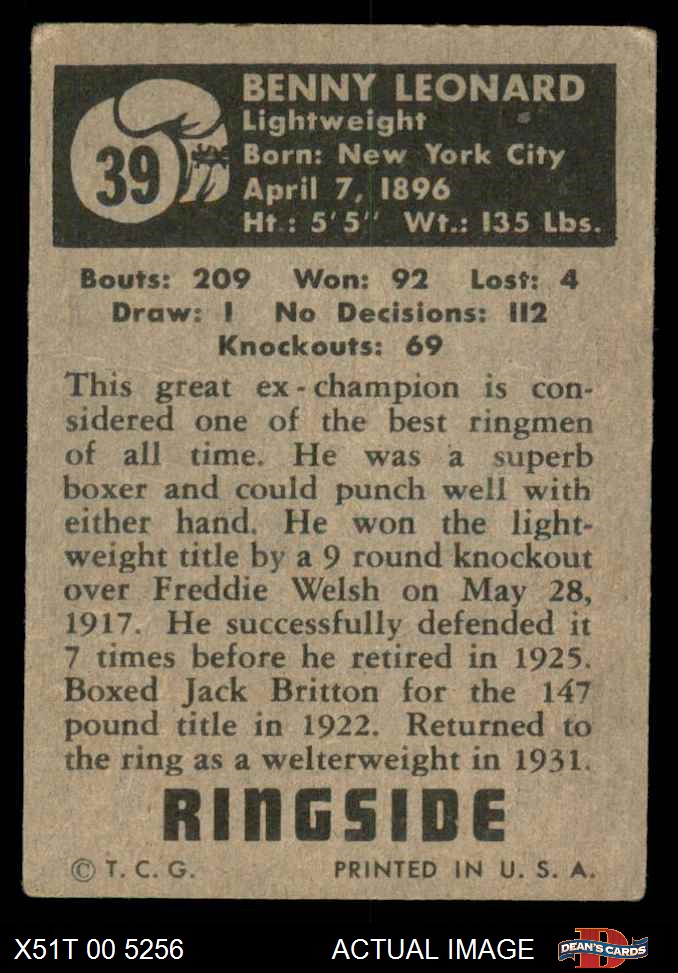 39
BENNY LEONARD
Lightweight
Born: New York City
April 7, 1896
Ht.: 5'5" Wt.: 135 Lbs.
Bouts: 209 Won: 92 Lost: 4
Draw: 1 No Decisions: 112
Knockouts: 69
This great ex-champion is con-
sidered one of the best ringmen
of all time. He was a superb
boxer and could punch well with
either hand. He won the light-
weight title by a 9 round knockout
over Freddie Welsh on May 28,
1917. He successfully defended it
7 times before he retired in 1925.
Boxed Jack Britton for the 147
pound title in 1922. Returned to
the ring as a welterweight in 1931.
RINGSIDE
© T. C. G. PRINTED IN U. S. A.
X51T 00 5256 ACTUAL IMAGE D DEAN'S CARDS